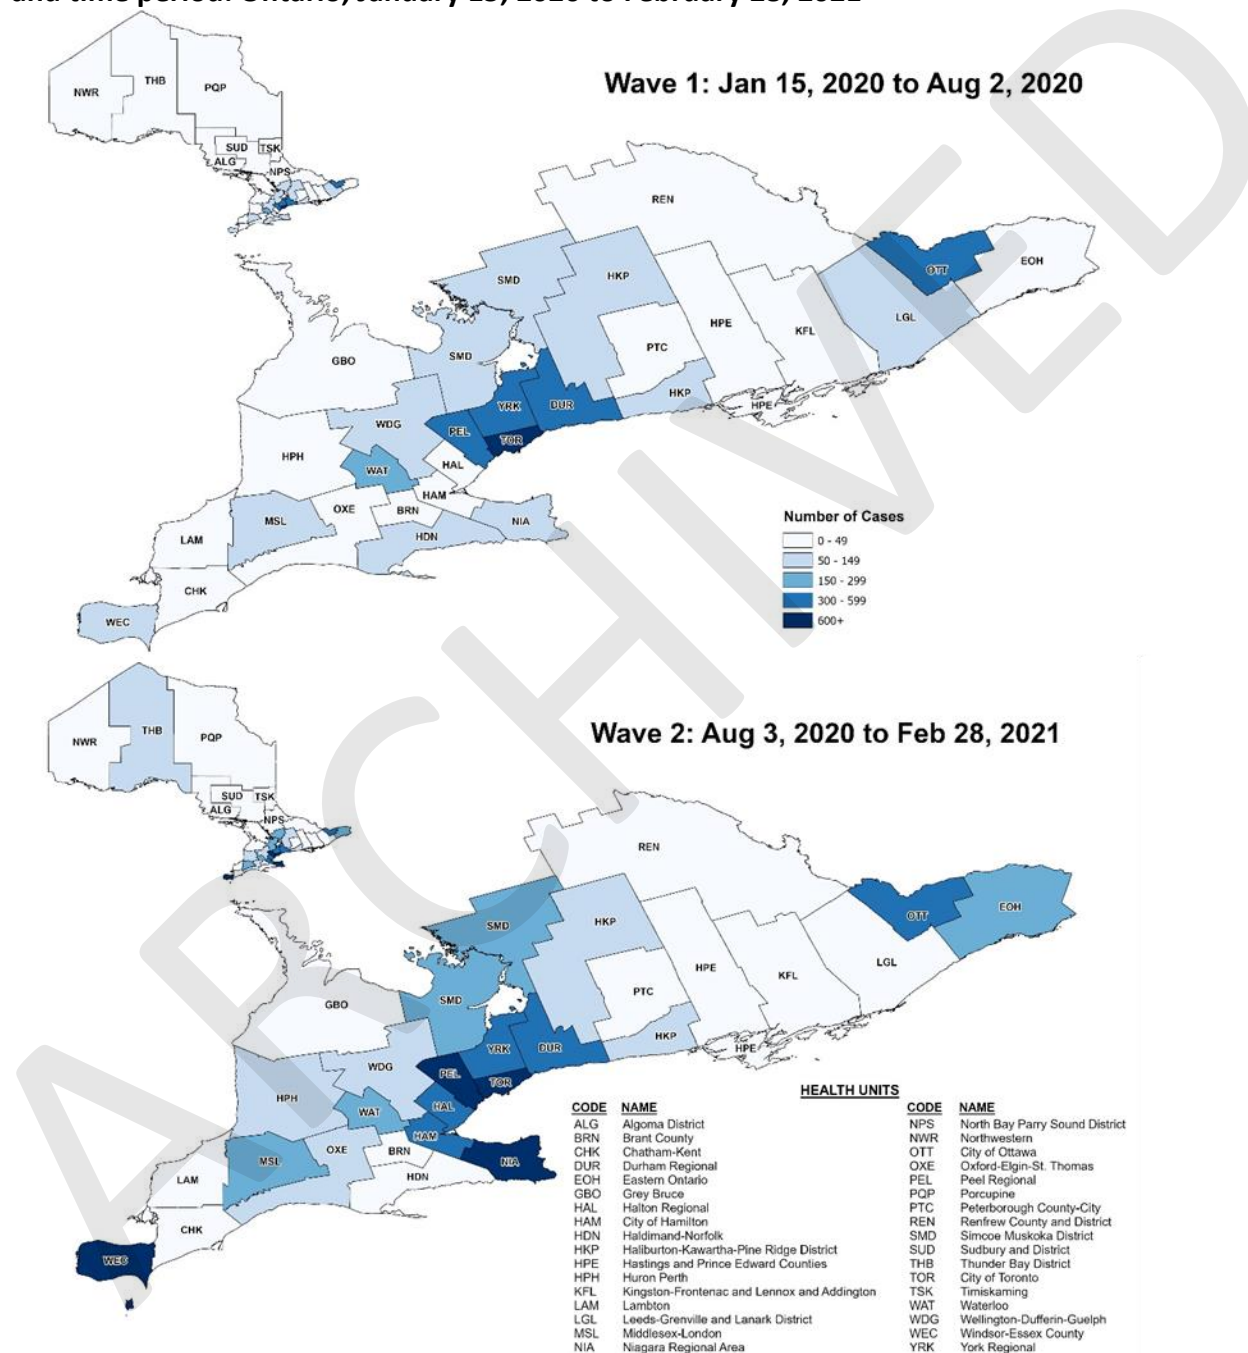 and time period: Ontario, January 15, 2020 to February 28, 2021
Wave 1: Jan 15, 2020 to Aug 2, 2020
NWR
THB
PQP
SUD
TSK
ALG
NPS
REN
OTT
EOH
SMD
HKP
LGL
HPE
KFL
PTC
GBO
SMD
HKP
HPE
YRK
DUR
WDG
PEL
TOR
HPH
WAT
HAL
HAM
OXE
BRN
MSL
NIA
HDN
LAM
CHK
WEC
Number of Cases
0 - 49
50 - 149
150 - 299
300 - 599
600+
Wave 2: Aug 3, 2020 to Feb 28, 2021
NWR
THB
PQP
SUD
TSK
ALG
NPS
REN
OTT
EOH
SMD
HKP
LGL
HPE
KFL
PTC
GBO
SMD
HKP
HPE
YRK
DUR
WDG
PEL
TOR
HPH
WAT
HAL
HAM
OXE
BRN
MSL
NIA
HDN
LAM
CHK
WEC
HEALTH UNITS
CODE NAME
ALG Algoma District
BRN Brant County
CHK Chatham-Kent
DUR Durham Regional
EOH Eastern Ontario
GBO Grey Bruce
HAL Halton Regional
HAM City of Hamilton
HDN Haldimand-Norfolk
HKP Haliburton-Kawartha-Pine Ridge District
HPE Hastings and Prince Edward Counties
HPH Huron Perth
KFL Kingston-Frontenac and Lennox and Addington
LAM Lambton
LGL Leeds-Grenville and Lanark District
MSL Middlesex-London
NIA Niagara Regional Area
CODE NAME
NPS North Bay Parry Sound District
NWR Northwestern
OTT City of Ottawa
OXE Oxford-Elgin-St. Thomas
PEL Peel Regional
PQP Porcupine
PTC Peterborough County-City
REN Renfrew County and District
SMD Simcoe Muskoka District
SUD Sudbury and District
THB Thunder Bay District
TOR City of Toronto
TSK Timiskaming
WAT Waterloo
WDG Wellington-Dufferin-Guelph
WEC Windsor-Essex County
YRK York Regional
ARCHIVED